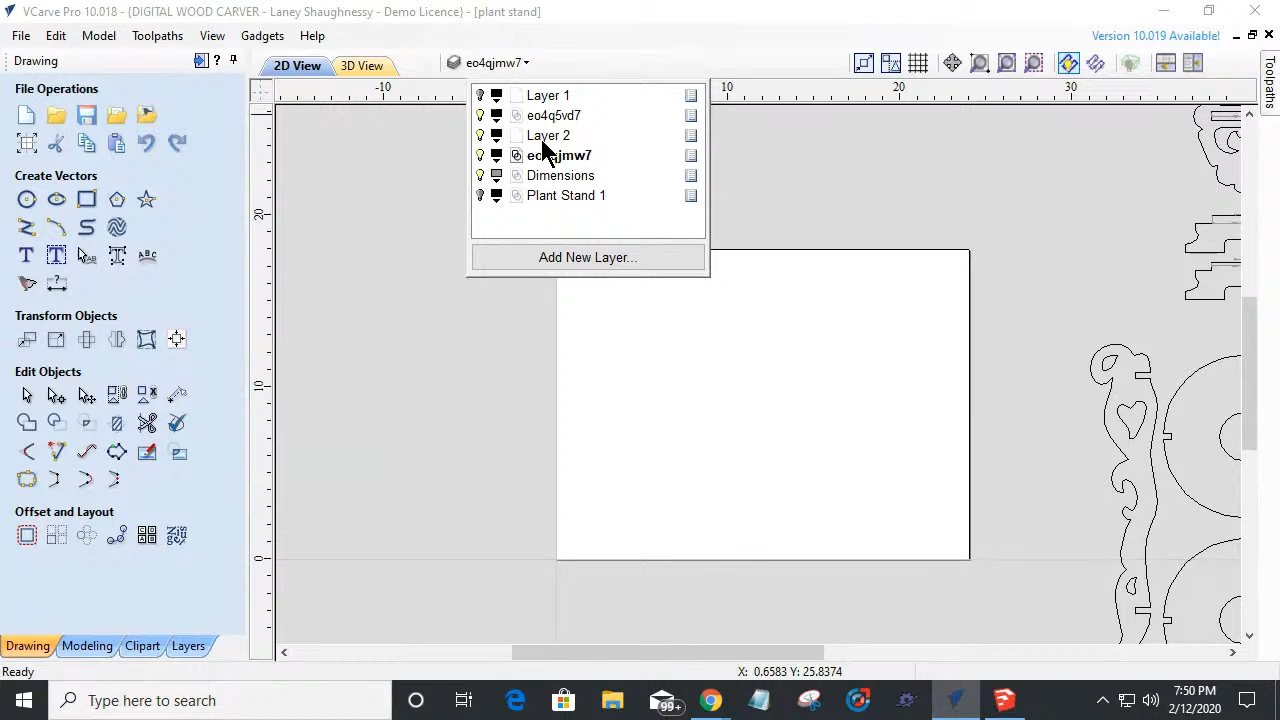 VCarve Pro 10.018 - {DIGITAL WOOD CARVER - Laney Shaughnessy - Demo Licence} - [plant stand]
File Edit Model Toolpaths View Gadgets Help
Version 10.019 Available!
Drawing
2D View
3D View
eo4qjmw7
File Operations
Create Vectors
Transform Objects
Edit Objects
Offset and Layout
Drawing
Modeling
Clipart
Layers
-10
10
20
30
20
10
0
Layer 1
eo4q5vd7
Layer 2
Dimensions
Plant Stand 1
Add New Layer...
Toolpaths
Ready
X: 0.6583 Y: 25.8374
Type here to search
99+
7:50 PM
2/12/2020